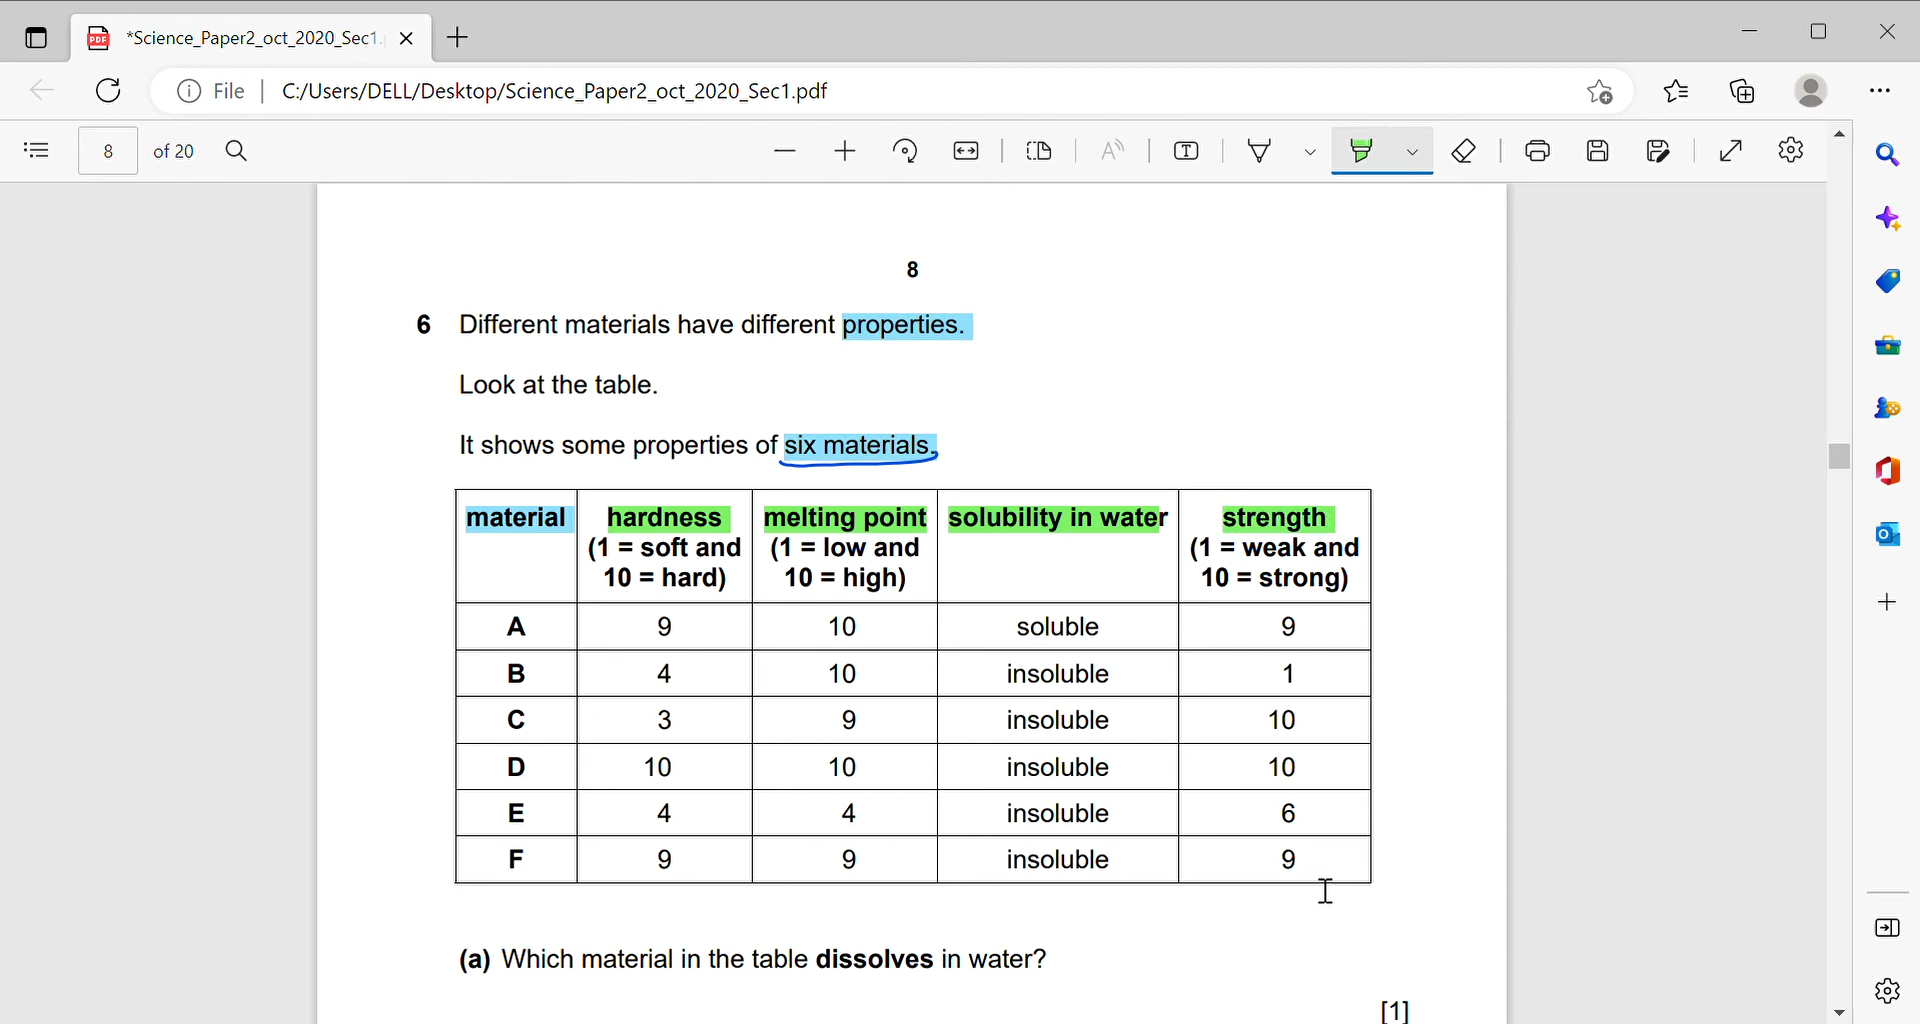 *Science_Paper2_oct_2020_Sec1.
File | C:/Users/DELL/Desktop/Science_Paper2_oct_2020_Sec1.pdf
8 of 20
8
6 Different materials have different properties.
Look at the table.
It shows some properties of six materials.
material hardness melting point solubility in water strength
(1 = soft and (1 = low and (1 = weak and
10 = hard) 10 = high) 10 = strong)
A 9 10 soluble 9
B 4 10 insoluble 1
C 3 9 insoluble 10
D 10 10 insoluble 10
E 4 4 insoluble 6
F 9 9 insoluble 9
(a) Which material in the table dissolves in water?
[1]